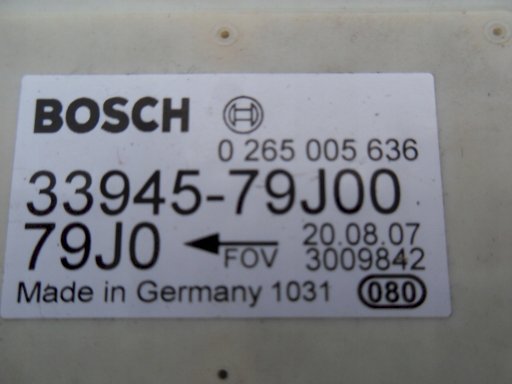 BOSCH
0 265 005 636
33945-79J00
79J0 FOV 20.08.07
3009842
Made in Germany 1031 080